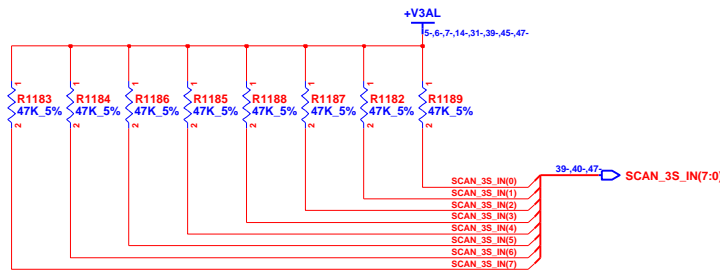 +V3AL
5-,6-,7-,14-,31-,39-,45-,47-
1 1 1 1 1 1 1 1
R1183 R1184 R1186 R1185 R1188 R1187 R1182 R1189
47K_5% 47K_5% 47K_5% 47K_5% 47K_5% 47K_5% 47K_5% 47K_5%
2 2 2 2 2 2 2 2
39-,40-,47-
SCAN_3S_IN(7:0)
SCAN_3S_IN(0)
SCAN_3S_IN(1)
SCAN_3S_IN(2)
SCAN_3S_IN(3)
SCAN_3S_IN(4)
SCAN_3S_IN(5)
SCAN_3S_IN(6)
SCAN_3S_IN(7)